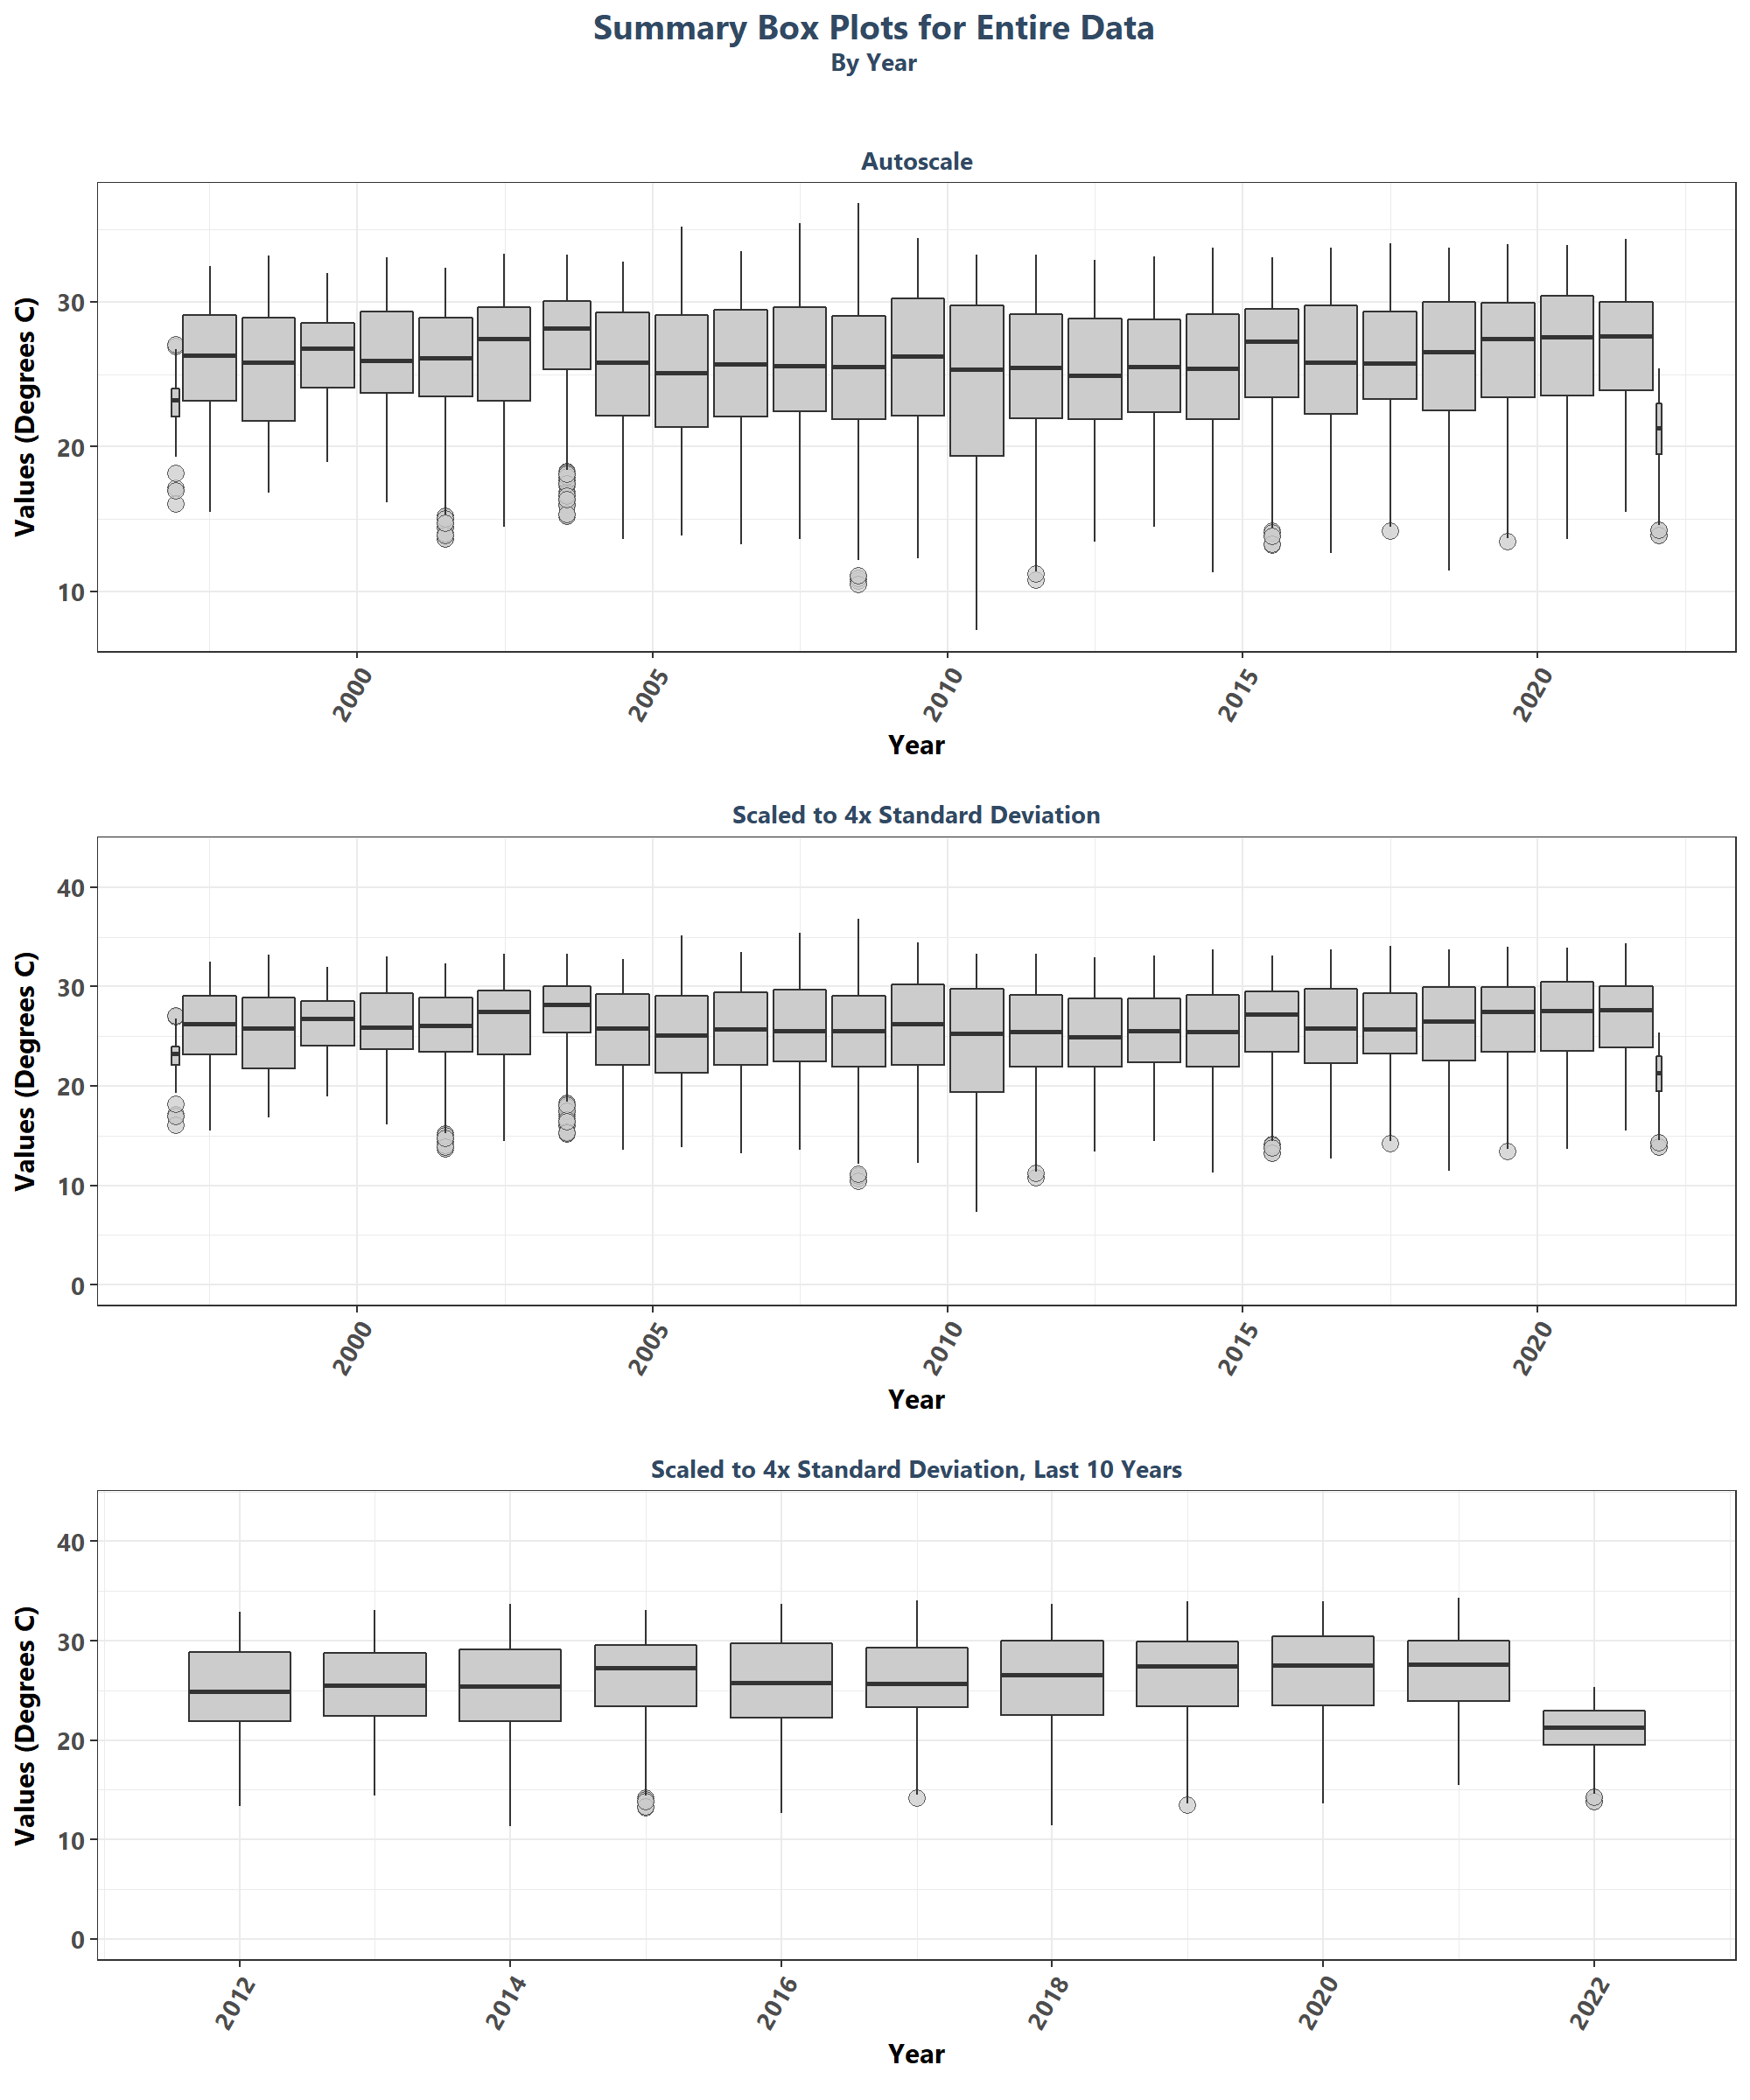 Summary Box Plots for Entire Data
By Year
Autoscale
Values (Degrees C)
30
20
10
2000
2005
2010
2015
2020
Year
Scaled to 4x Standard Deviation
Values (Degrees C)
40
30
20
10
0
2000
2005
2010
2015
2020
Year
Scaled to 4x Standard Deviation, Last 10 Years
Values (Degrees C)
40
30
20
10
0
2012
2014
2016
2018
2020
2022
Year